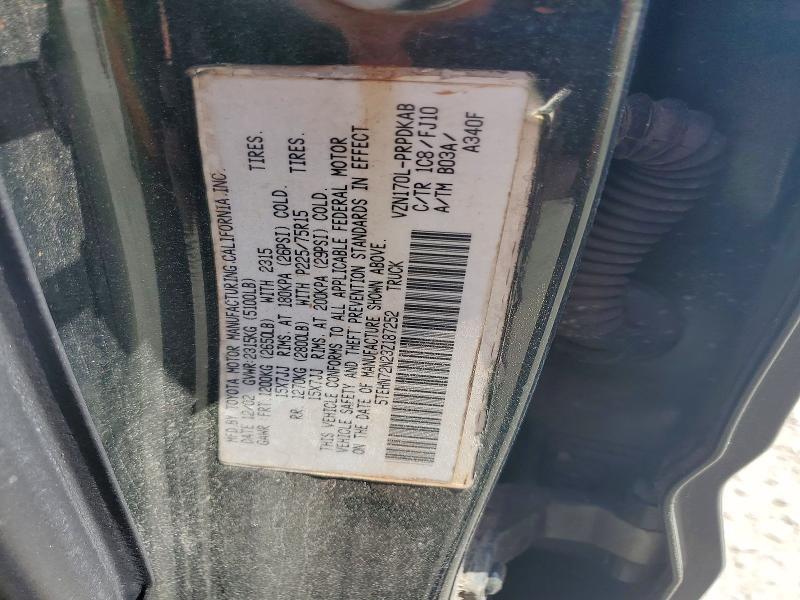 MFD.BY TOYOTA MOTOR MANUFACTURING,CALIFORNIA,INC.
DATE 12/02 GVWR 2315KG (5100LB)
GAWR FRT. 1200KG (2650LB) WITH 2315 TIRES.
15X7JJ RIMS. AT 180KPA (26PSI) COLD.
RR. 1270KG (2800LB) WITH P225/75R15 TIRES.
15X7JJ RIMS. AT 200KPA (29PSI) COLD.
THIS VEHICLE CONFORMS TO ALL APPLICABLE FEDERAL MOTOR
VEHICLE SAFETY AND THEFT PREVENTION STANDARDS IN EFFECT
ON THE DATE OF MANUFACTURE SHOWN ABOVE.
5TEHN72N23Z187252 TRUCK
VZN170L-PRPDKAB
C/TR 1C8/FJ10
A/TM B03A/
A340F